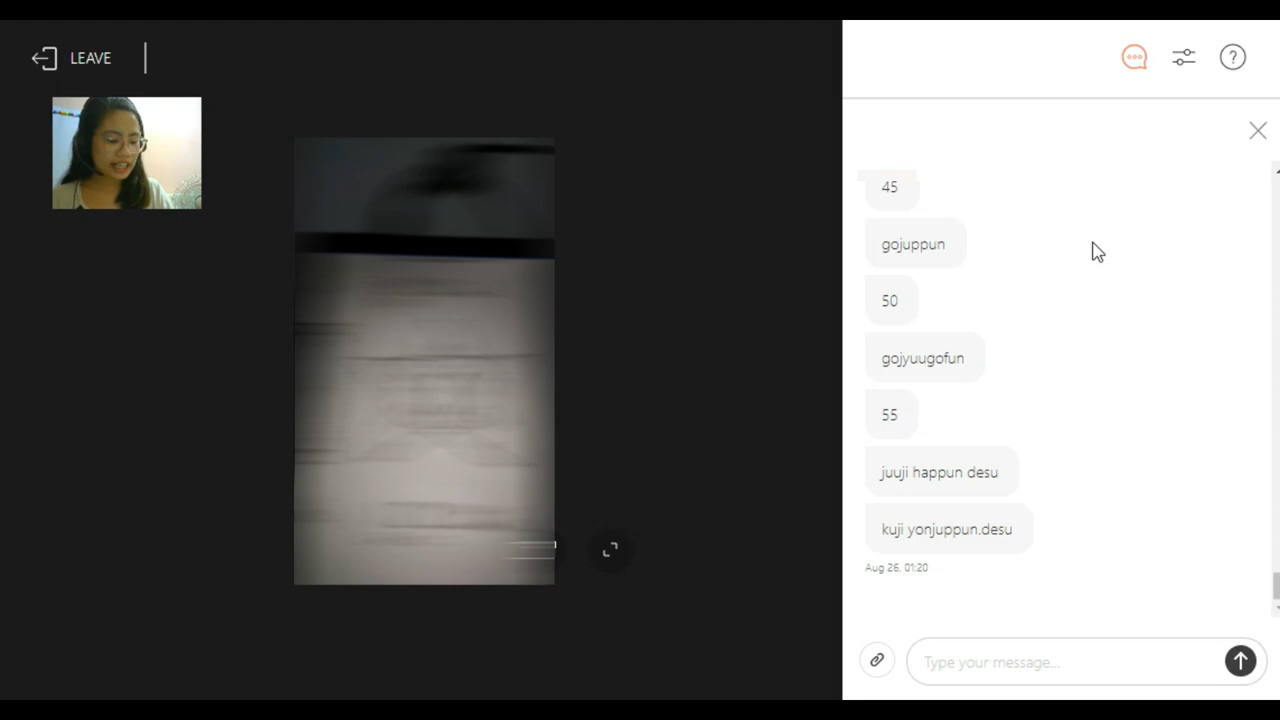 LEAVE
45
gojuppun
50
gojyuugofun
55
juuji happun desu
kuji yonjuppun.desu
Aug 26, 01:20
Type your message...